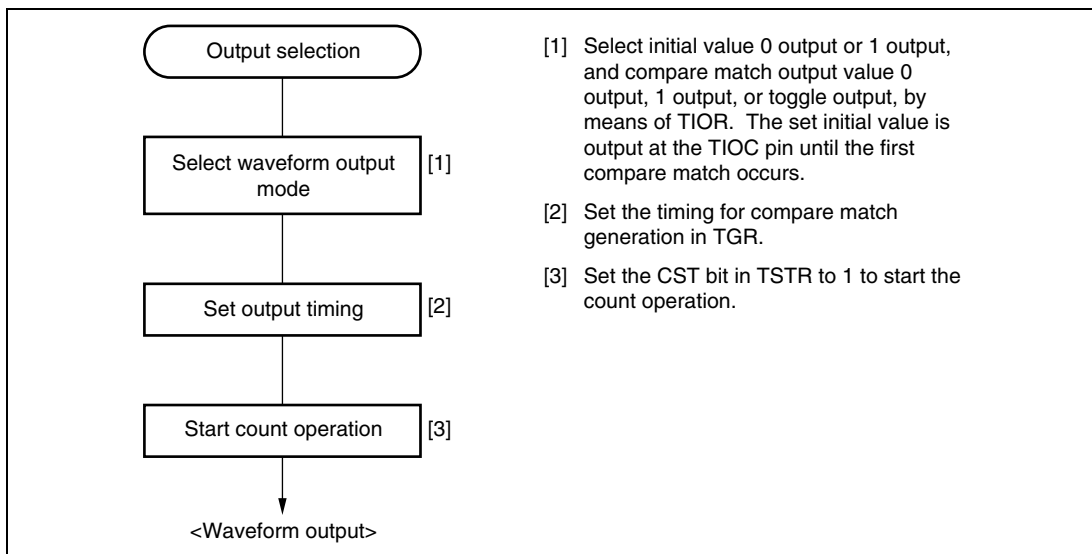 Output selection
Select waveform output
mode
[1]
Set output timing
[2]
Start count operation
[3]
<Waveform output>
[1] Select initial value 0 output or 1 output,
and compare match output value 0
output, 1 output, or toggle output, by
means of TIOR. The set initial value is
output at the TIOC pin until the first
compare match occurs.
[2] Set the timing for compare match
generation in TGR.
[3] Set the CST bit in TSTR to 1 to start the
count operation.